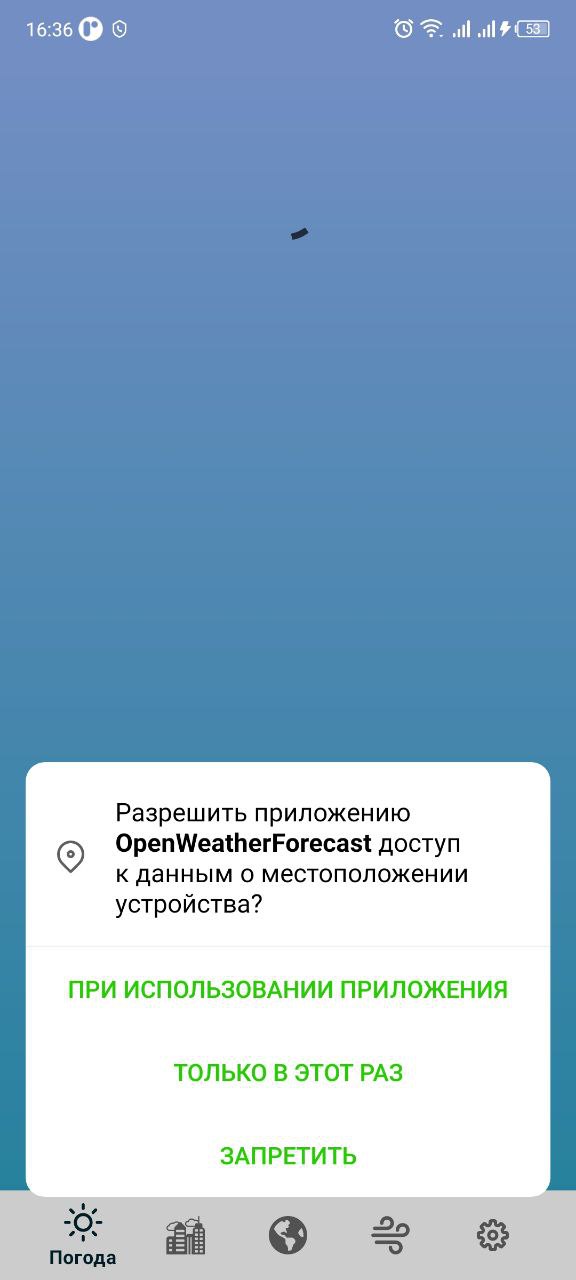 16:36
53
Разрешить приложению
OpenWeatherForecast доступ
к данным о местоположении
устройства?
ПРИ ИСПОЛЬЗОВАНИИ ПРИЛОЖЕНИЯ
ТОЛЬКО В ЭТОТ РАЗ
ЗАПРЕТИТЬ
Погода